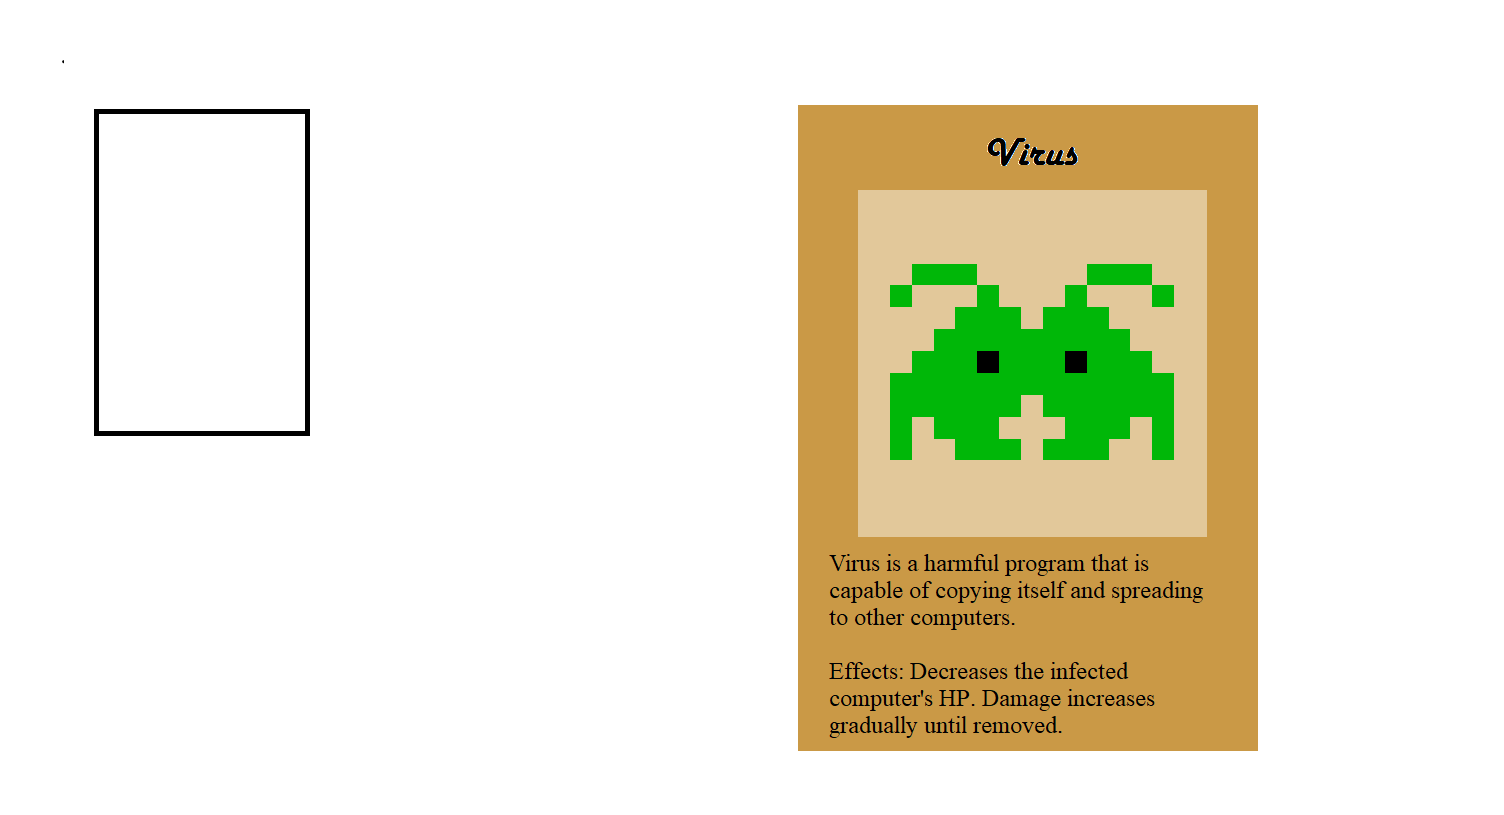 Virus
Virus is a harmful program that is
capable of copying itself and spreading
to other computers.
Effects: Decreases the infected
computer's HP. Damage increases
gradually until removed.